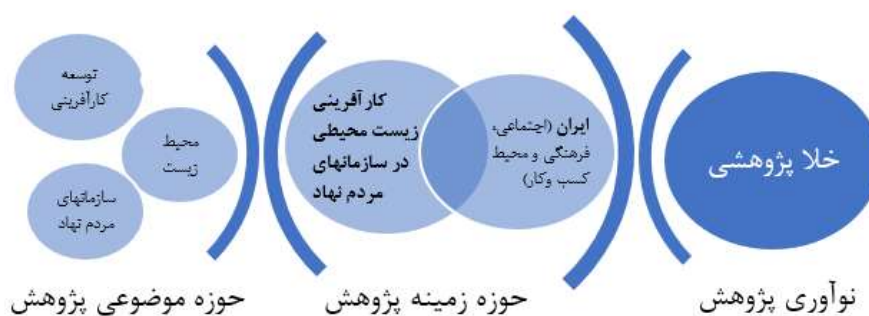 خلا پژوهشی
ایران (اجتماعی،
فرهنگی و محیط
کسب وکار)
کارآفرینی
زیست محیطی
در سازمانهای
مردم نهاد
توسعه
کارآفرینی
محیط
زیست
سازمانهای
مردم نهاد
نوآوری پژوهش
حوزه زمینه پژوهش
حوزه موضوعی پژوهش